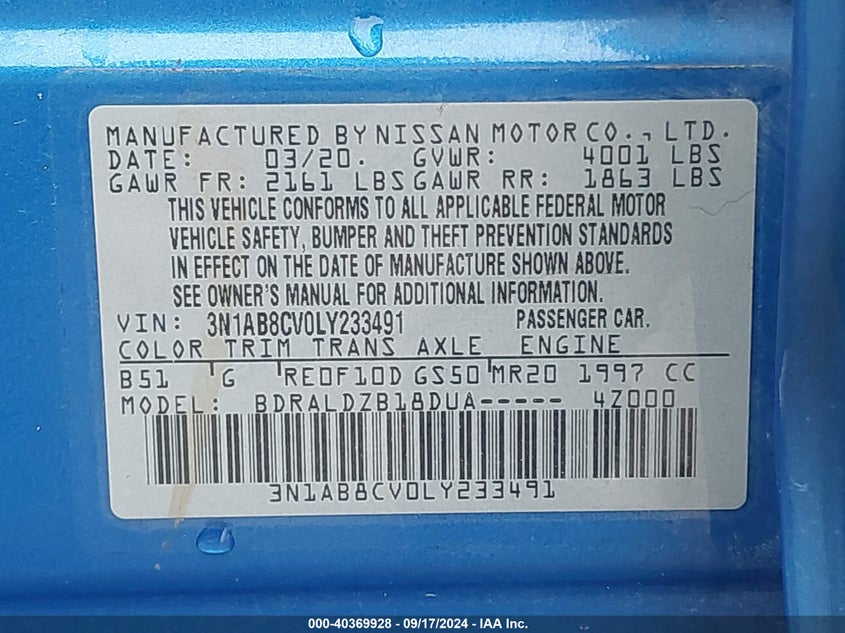 MANUFACTURED BY NISSAN MOTOR CO., LTD.
DATE: 03/20. GVWR: 4001 LBS
GAWR FR: 2161 LBS GAWR RR: 1863 LBS
THIS VEHICLE CONFORMS TO ALL APPLICABLE FEDERAL MOTOR
VEHICLE SAFETY, BUMPER AND THEFT PREVENTION STANDARDS
IN EFFECT ON THE DATE OF MANUFACTURE SHOWN ABOVE.
SEE OWNER'S MANUAL FOR ADDITIONAL INFORMATION.
VIN: 3N1AB8CV0LY233491 PASSENGER CAR.
COLOR TRIM TRANS AXLE ENGINE
B51 G RE0F10D GS50 MR20 1997 CC
MODEL: BDRALDZB18DUA----- 4Z000
3N1AB8CV0LY233491
000-40369928 - 09/17/2024 - IAA Inc.